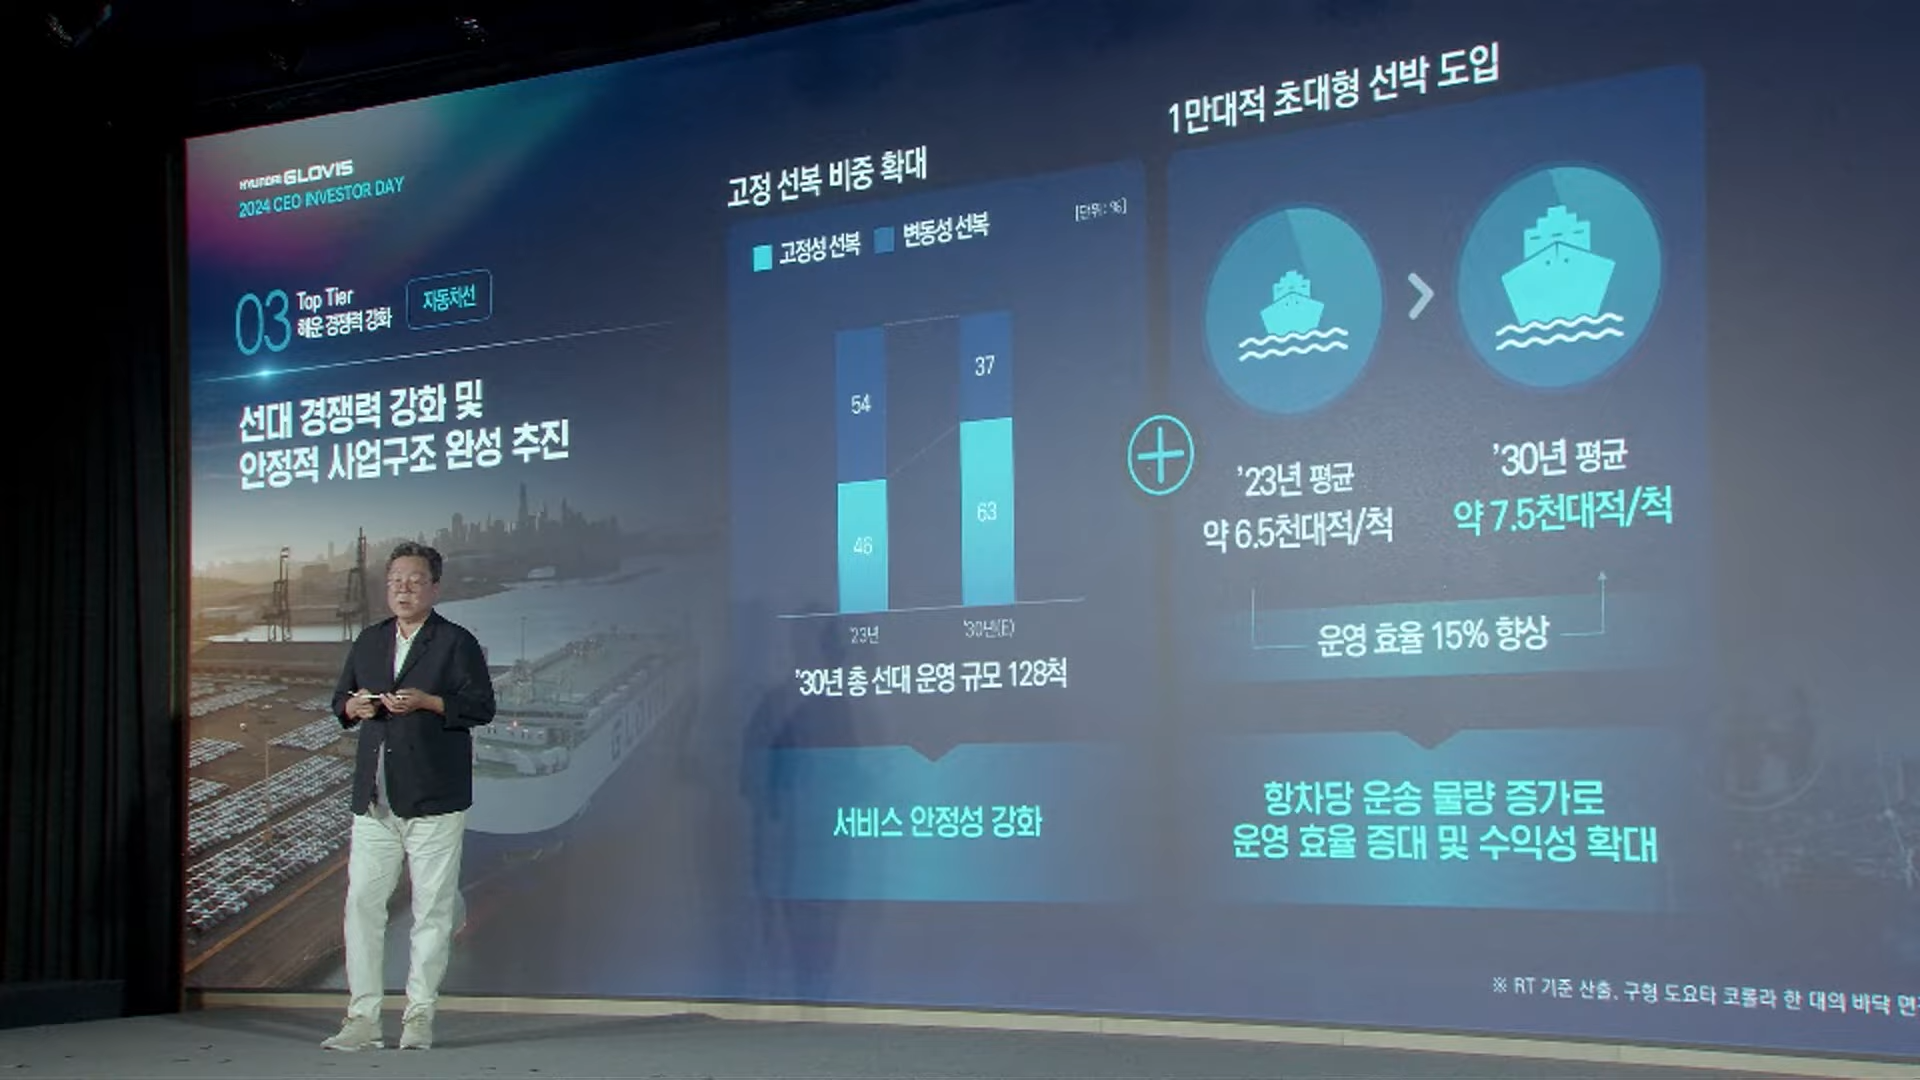 HYUNDAI GLOVIS
2024 CEO INVESTOR DAY
03 Top Tier
해운 경쟁력 강화
자동차선
선대 경쟁력 강화 및
안정적 사업구조 완성 추진
고정 선복 비중 확대
고정성 선복 변동성 선복 [단위: %]
54 37
46 63
'23년 '30년(E)
'30년 총 선대 운영 규모 128척
서비스 안정성 강화
1만대적 초대형 선박 도입
'23년 평균
약 6.5천대적/척
'30년 평균
약 7.5천대적/척
운영 효율 15% 향상
항차당 운송 물량 증가로
운영 효율 증대 및 수익성 확대
※ RT 기준 산출, 구형 도요타 코롤라 한 대의 바닥
GLOVIS